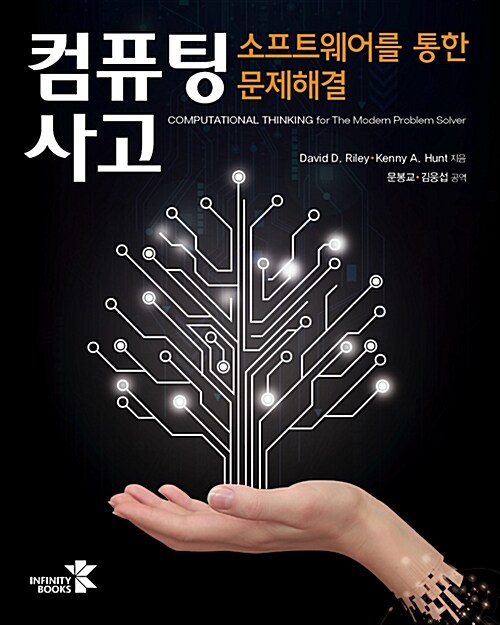 컴퓨팅
사고
소프트웨어를 통한
문제해결
COMPUTATIONAL THINKING for The Modern Problem Solver
David D. Riley • Kenny A. Hunt 지음
문봉교 • 김웅섭 공역
INFINITY
BOOKS